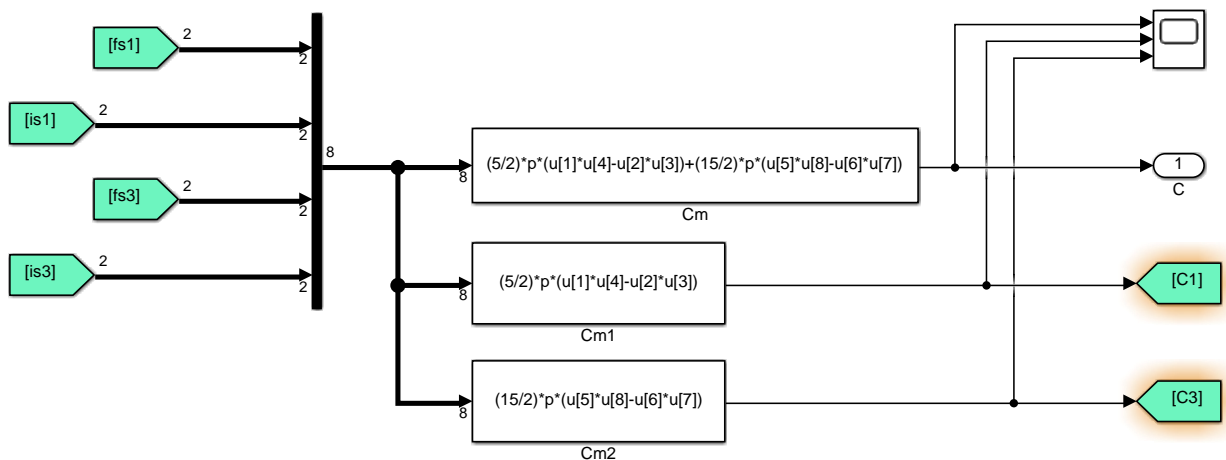 [fs1]
2
2
[is1]
2
2
8
[fs3]
2
2
[is3]
2
2
(5/2)*p*(u[1]*u[4]-u[2]*u[3])+(15/2)*p*(u[5]*u[8]-u[6]*u[7])
8
Cm
1
C
(5/2)*p*(u[1]*u[4]-u[2]*u[3])
8
Cm1
[C1]
(15/2)*p*(u[5]*u[8]-u[6]*u[7])
8
Cm2
[C3]